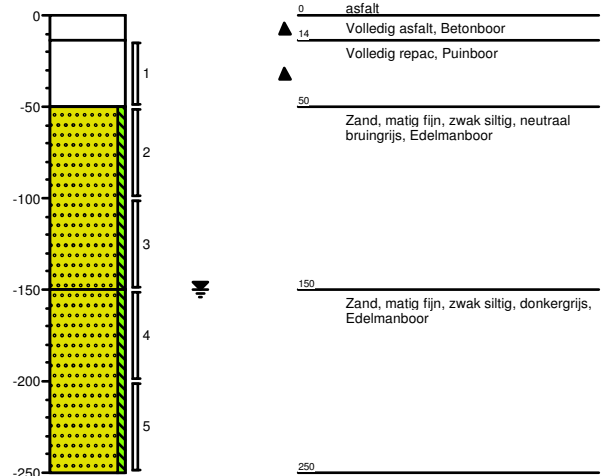 0
-50
-100
-150
-200
-250
1
2
3
4
5
0
asfalt
Volledig asfalt, Betonboor
14
Volledig repac, Puinboor
50
Zand, matig fijn, zwak siltig, neutraal
bruingrijs, Edelmanboor
150
Zand, matig fijn, zwak siltig, donkergrijs,
Edelmanboor
250